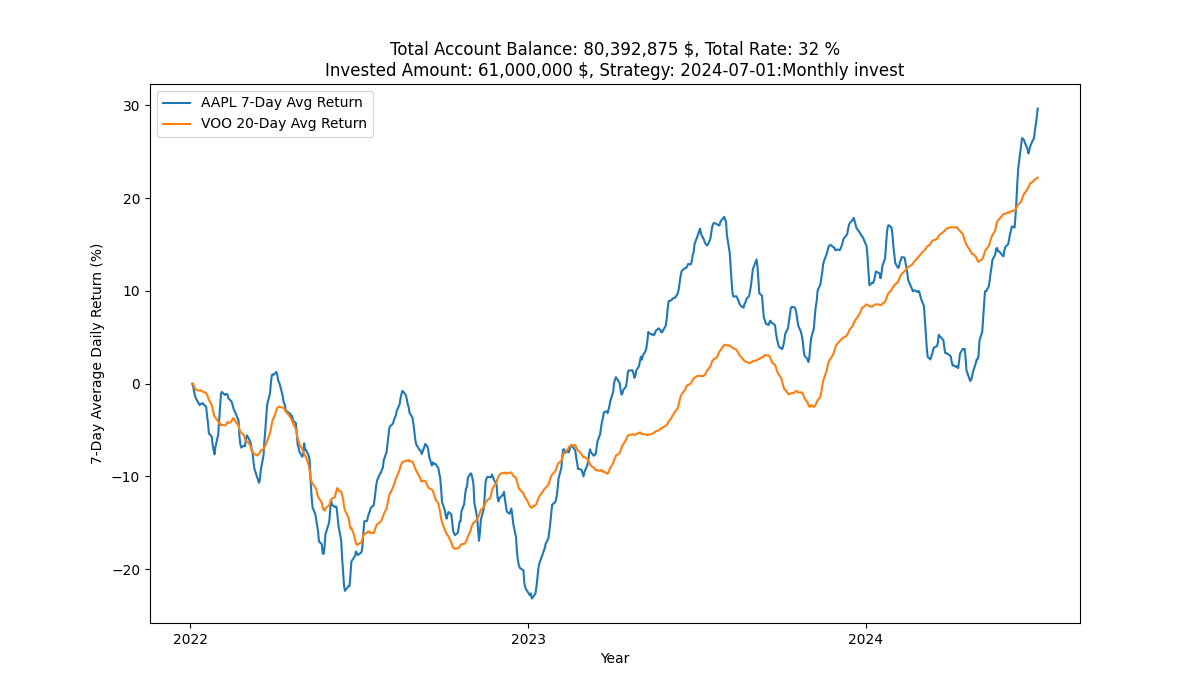 Total Account Balance: 80,392,875 $, Total Rate: 32 %
Invested Amount: 61,000,000 $, Strategy: 2024-07-01:Monthly invest
AAPL 7-Day Avg Return
VOO 20-Day Avg Return
7-Day Average Daily Return (%)
30
20
10
0
−10
−20
2022
2023
2024
Year